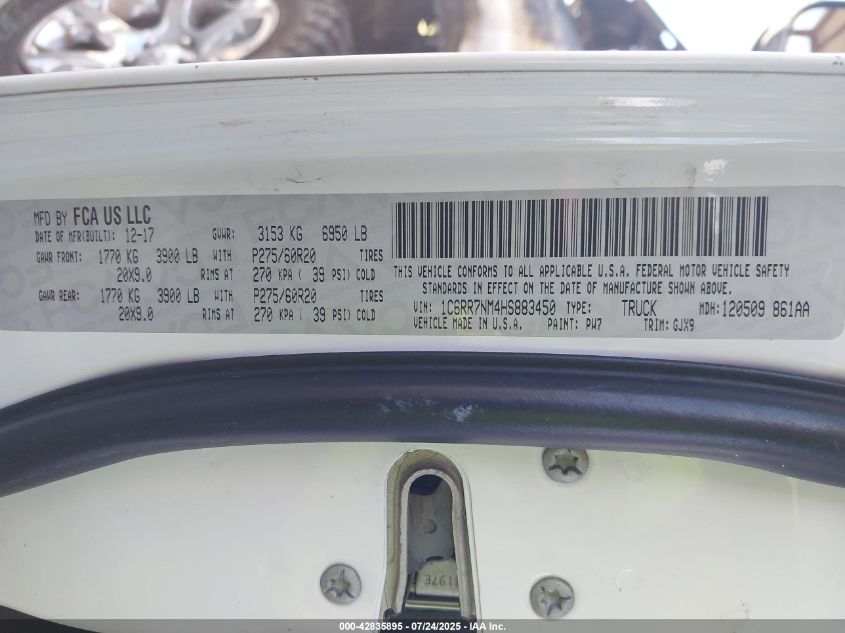 MFD BY FCA US LLC
DATE OF MFR(BUILT): 12-17 GVWR: 3153 KG 6950 LB
GAWR FRONT: 1770 KG 3900 LB WITH P275/60R20 TIRES
20X9.0 RIMS AT 270 KPA ( 39 PSI) COLD
GAWR REAR: 1770 KG 3900 LB WITH P275/60R20 TIRES
20X9.0 RIMS AT 270 KPA ( 39 PSI) COLD
THIS VEHICLE CONFORMS TO ALL APPLICABLE U.S.A. FEDERAL MOTOR VEHICLE SAFETY
STANDARDS IN EFFECT ON THE DATE OF MANUFACTURE SHOWN ABOVE.
VIN: 1C6RR7NM4HS883450 TYPE: TRUCK MDH: 120509 861AA
VEHICLE MADE IN U.S.A. PAINT: PW7 TRIM: GJX9
000-42835895 - 07/24/2025 - IAA Inc.